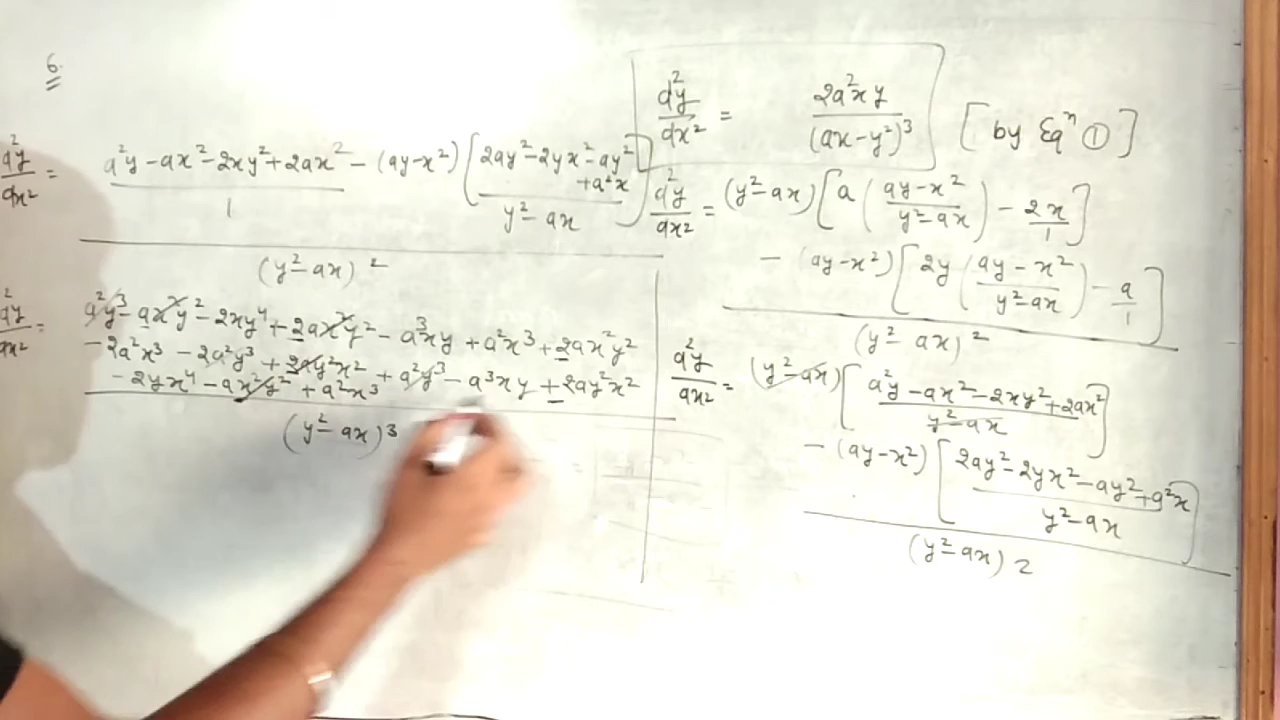 6.
d²y/dx² = 2a²xy / (ax-y²)³ [by Eqⁿ ①]
d²y/dx² = (a²y - ax² - 2xy² + 2ax²)/1 - (ay-x²) [(2ay² - 2yx² - ay² + a²x)/(y² - ax)]
(y² - ax)²
d²y/dx² = a²y³ - ax²y² - 2xy⁴ + 2ax²y² - a³xy + a²x³ + 2ax²y²
- 2a²x³ - 2a²y³ + 2ay²x² + a²y³ - a³xy + 2ay²x²
- 2yx⁴ - ax²y² + a²x³
(y² - ax)³
d²y/dx² = (y² - ax) [a ((ay - x²)/(y² - ax)) - 2x/1]
- (ay - x²) [2y ((ay - x²)/(y² - ax)) - a/1]
(y² - ax)²
d²y/dx² = (y² - ax) [(a²y - ax² - 2xy² + 2ax²)/(y² - ax)]
- (ay - x²) [(2ay² - 2yx² - ay² + a²x)/(y² - ax)]
(y² - ax) 2